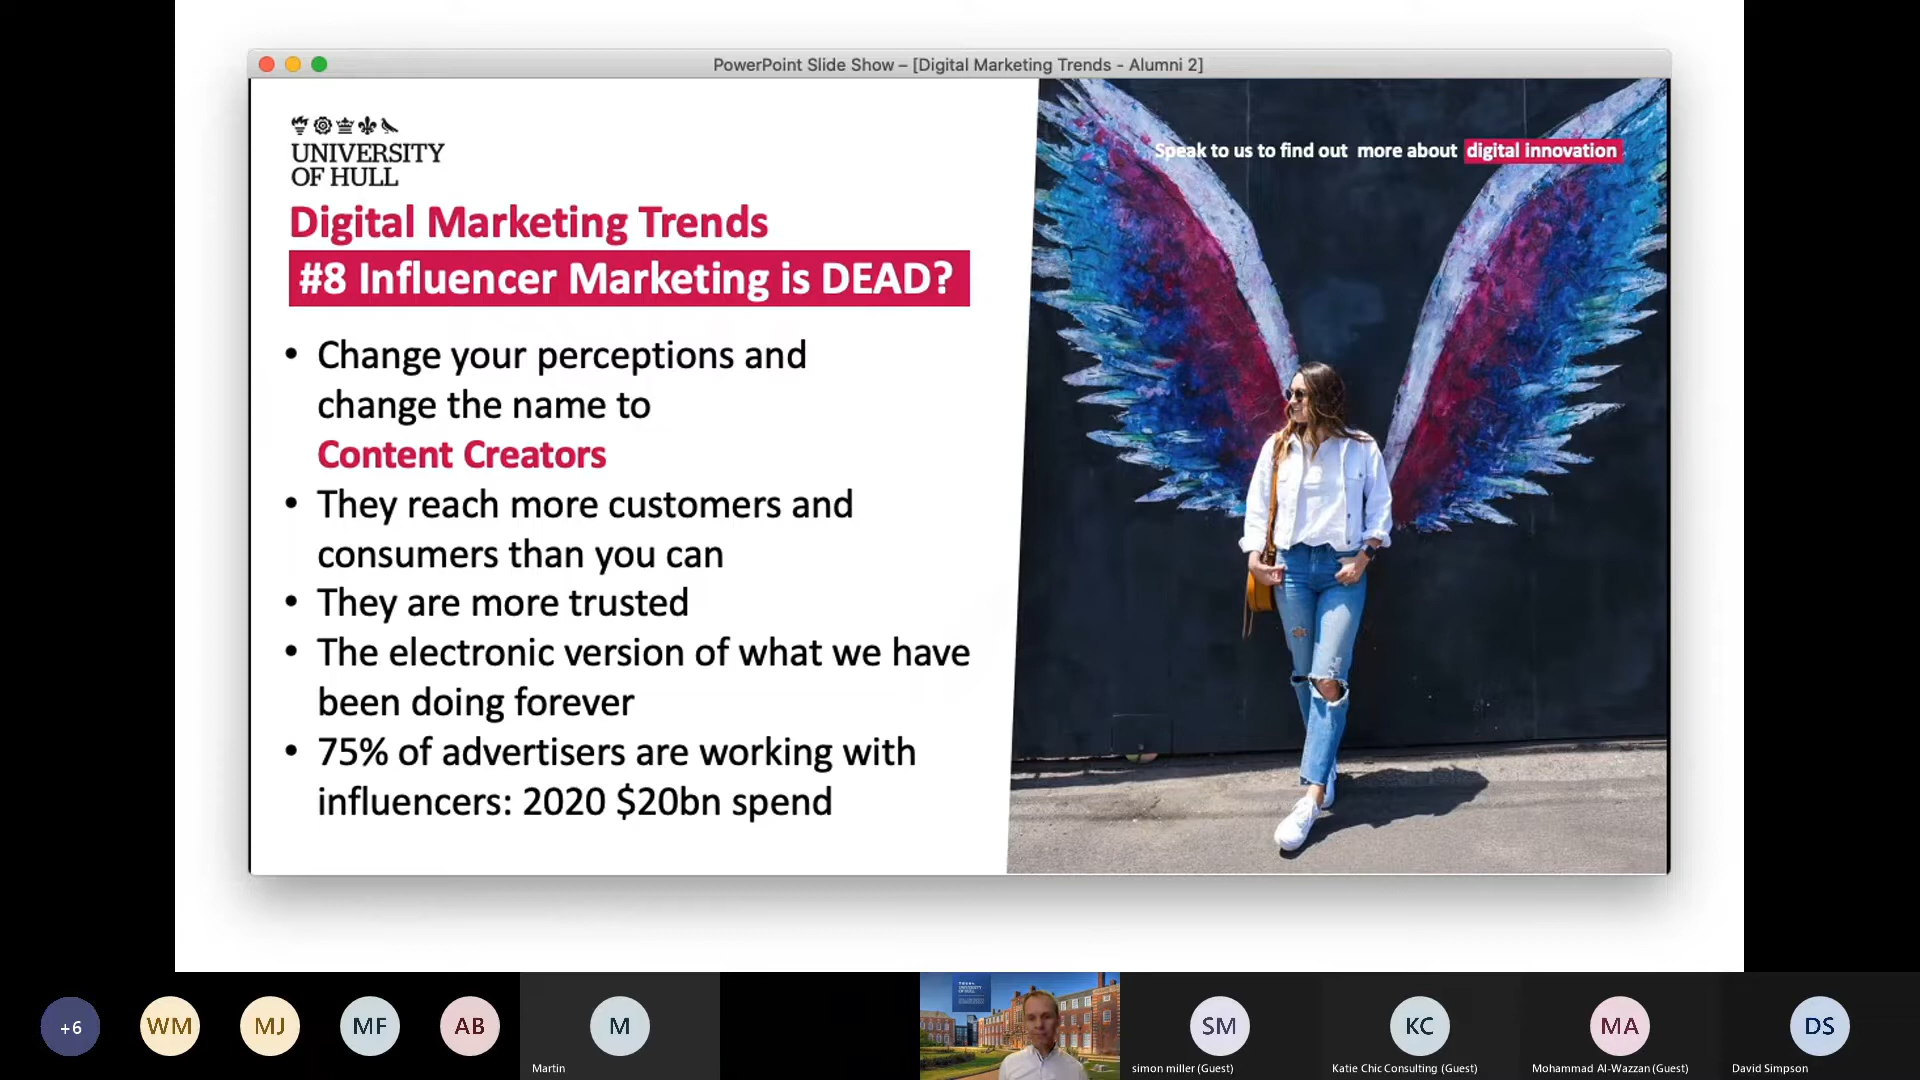 PowerPoint Slide Show – [Digital Marketing Trends - Alumni 2]
UNIVERSITY
OF HULL
Speak to us to find out more about digital innovation
Digital Marketing Trends
#8 Influencer Marketing is DEAD?
• Change your perceptions and
change the name to
Content Creators
• They reach more customers and
consumers than you can
• They are more trusted
• The electronic version of what we have
been doing forever
• 75% of advertisers are working with
influencers: 2020 $20bn spend
+6
WM
MJ
MF
AB
M
Martin
UNIVERSITY
OF HULL
SM
simon miller (Guest)
KC
Katie Chic Consulting (Guest)
MA
Mohammad Al-Wazzan (Guest)
DS
David Simpson